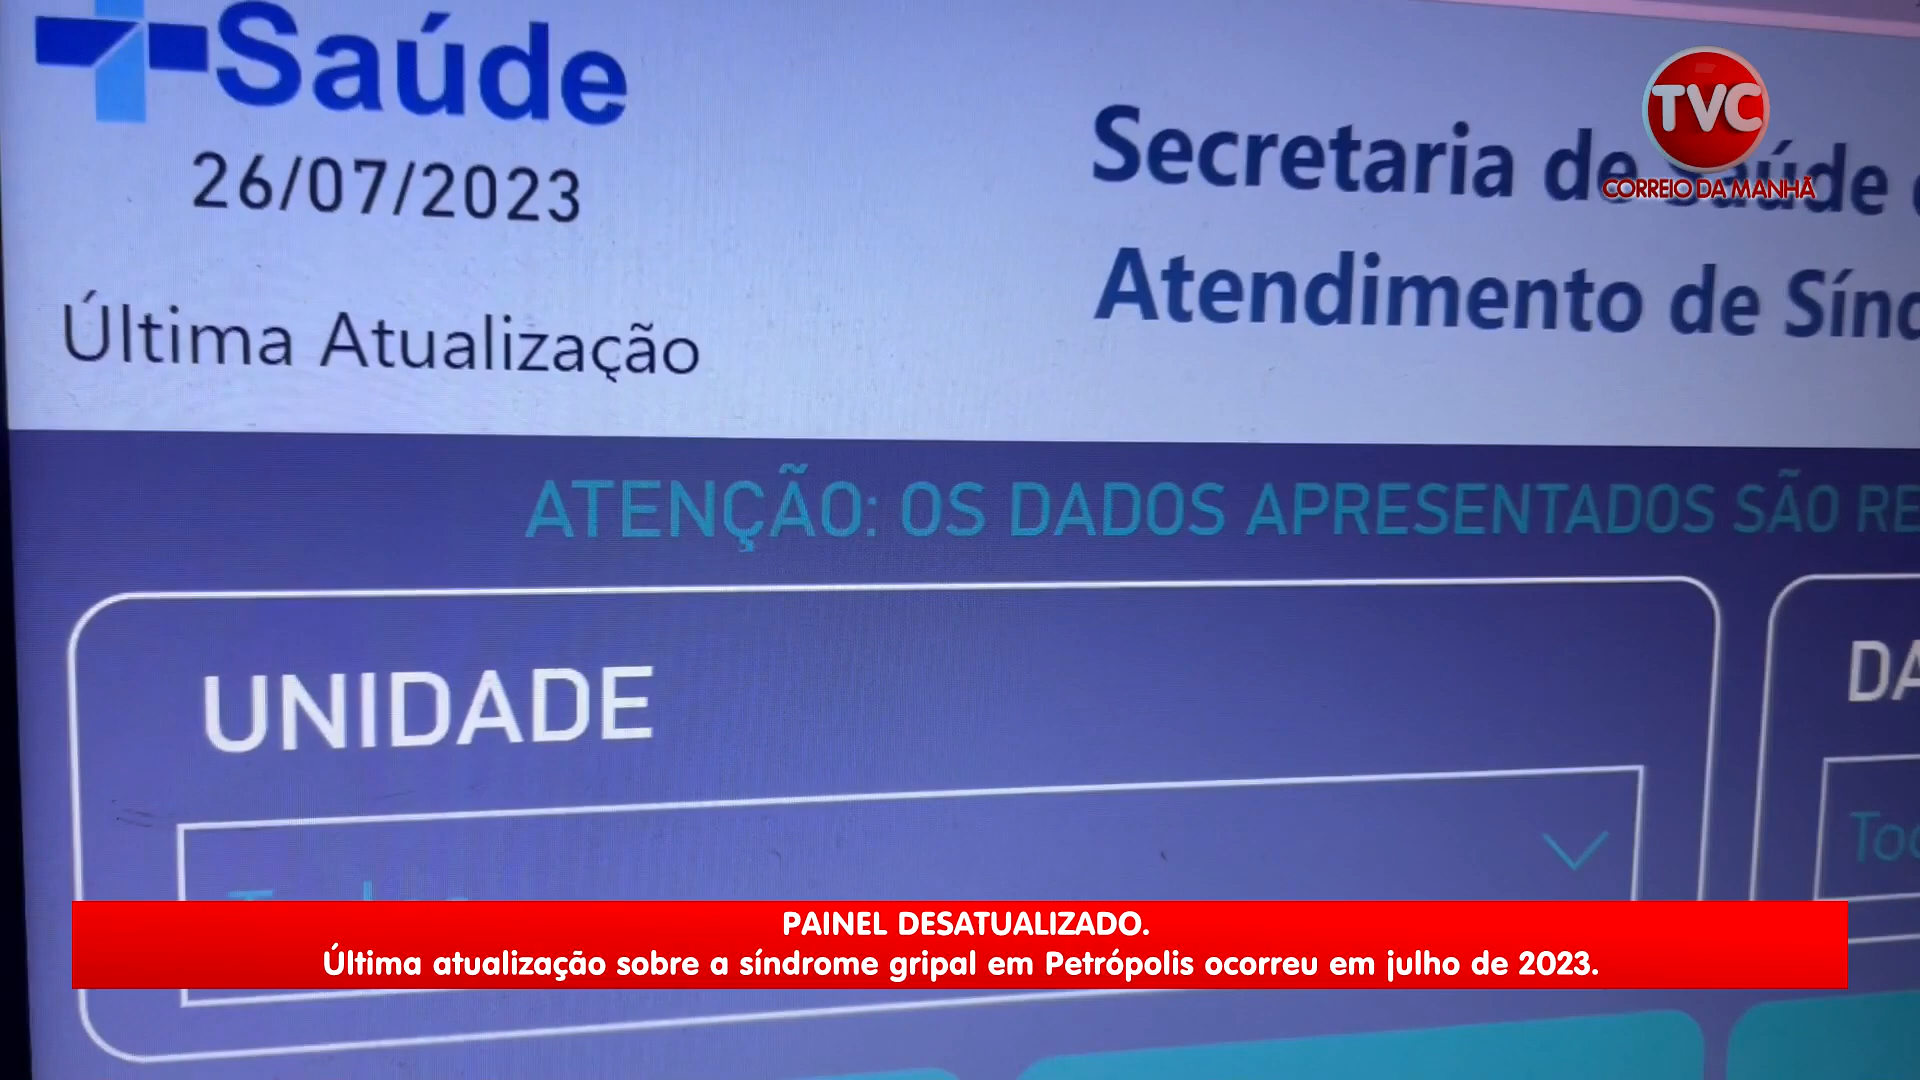 Saúde
26/07/2023
Última Atualização
Secretaria de Saúde
Atendimento de
TVC
CORREIO DA MANHÃ
ATENÇÃO: OS DADOS APRESENTADOS SÃO
UNIDADE
PAINEL DESATUALIZADO.
Última atualização sobre a síndrome gripal em Petrópolis ocorreu em julho de 2023.